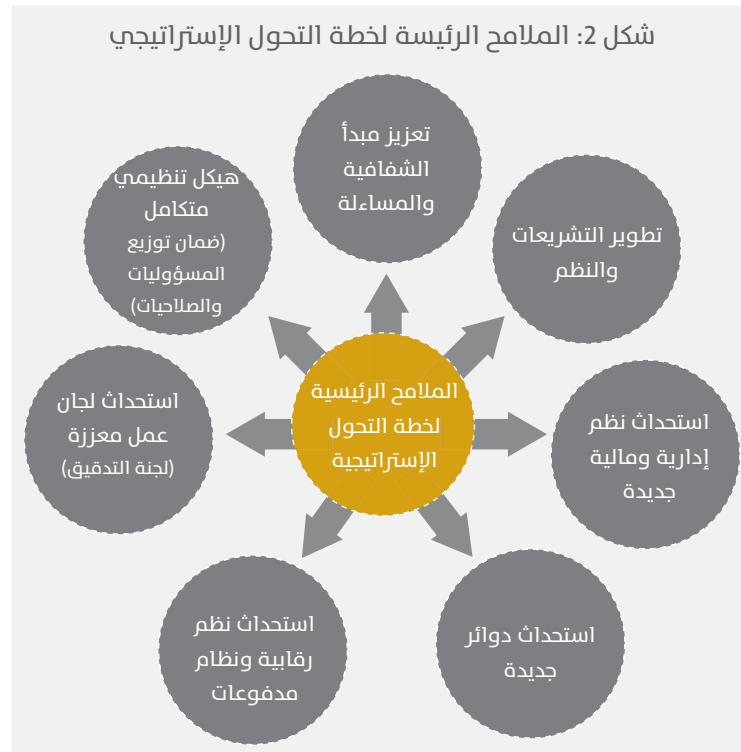 شكل 2: الملامح الرئيسة لخطة التحول الإستراتيجي
تعزيز مبدأ
الشفافية
والمساءلة
تطوير التشريعات
والنظم
استحداث نظم
إدارية ومالية
جديدة
استحداث دوائر
جديدة
استحداث نظم
رقابية ونظام
مدفوعات
استحداث لجان
عمل معززة
(لجنة التدقيق)
هيكل تنظيمي
متكامل
(ضمان توزيع
المسؤوليات
والصلاحيات)
الملامح الرئيسية
لخطة التحول
الإستراتيجية